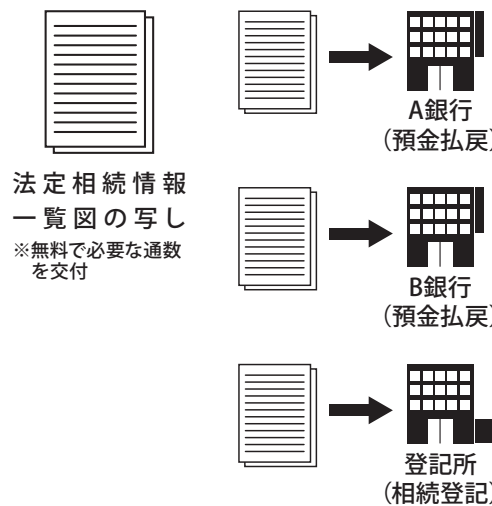 法定相続情報
一覧図の写し
※無料で必要な通数
を交付
A銀行
(預金払戻)
B銀行
(預金払戻)
登記所
(相続登記)